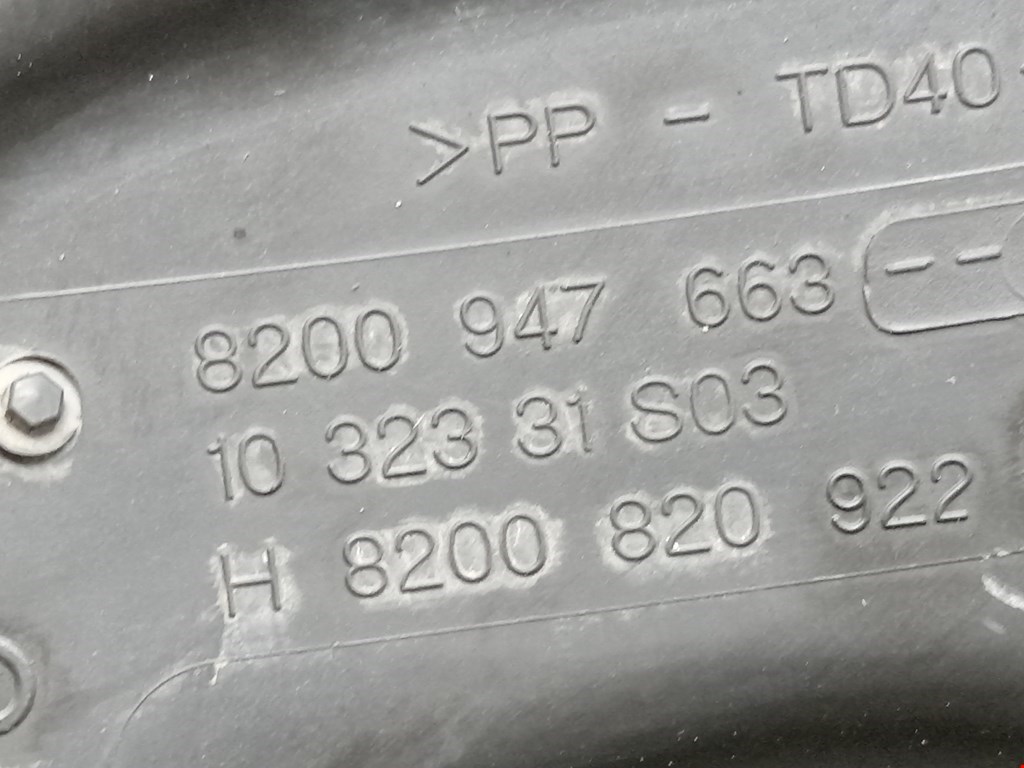 >PP - TD40
8200 947 663 --
10 323 31 S03
H 8200 820 922